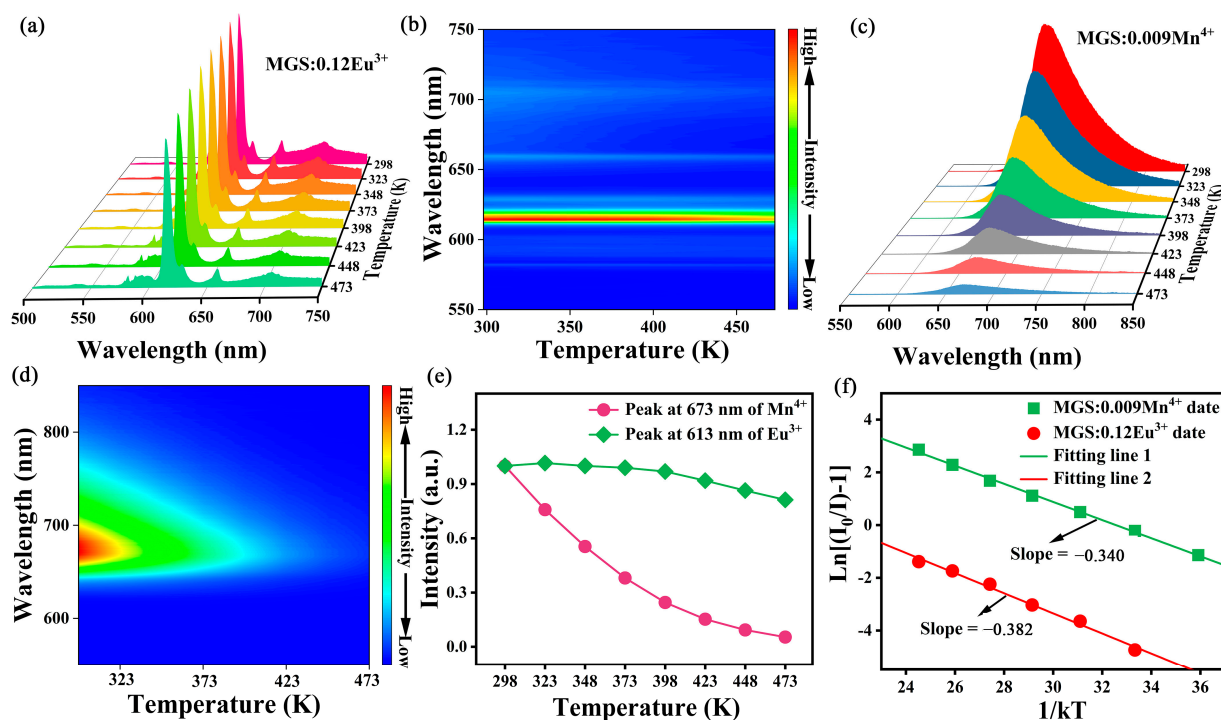 (a)
MGS:0.12Eu³⁺
298
323
348
373
398
423
448
473
Temperature (K)
500 550 600 650 700 750
Wavelength (nm)
(b)
750
700
650
600
550
Wavelength (nm)
300 350 400 450
Temperature (K)
High
Intensity
Low
(c)
MGS:0.009Mn⁴⁺
298
323
348
373
398
423
448
473
Temperature (K)
550 600 650 700 750 800 850
Wavelength (nm)
(d)
800
700
600
Wavelength (nm)
323 373 423 473
Temperature (K)
High
Intensity
Low
(e)
Peak at 673 nm of Mn⁴⁺
Peak at 613 nm of Eu³⁺
1.2
0.9
0.6
0.3
0.0
Intensity (a.u.)
298 323 348 373 398 423 448 473
Temperature (K)
(f)
MGS:0.009Mn⁴⁺ date
MGS:0.12Eu³⁺ date
Fitting line 1
Fitting line 2
4
2
0
-2
-4
Ln[(I₀/I)-1]
Slope = −0.340
Slope = −0.382
24 26 28 30 32 34 36
1/kT